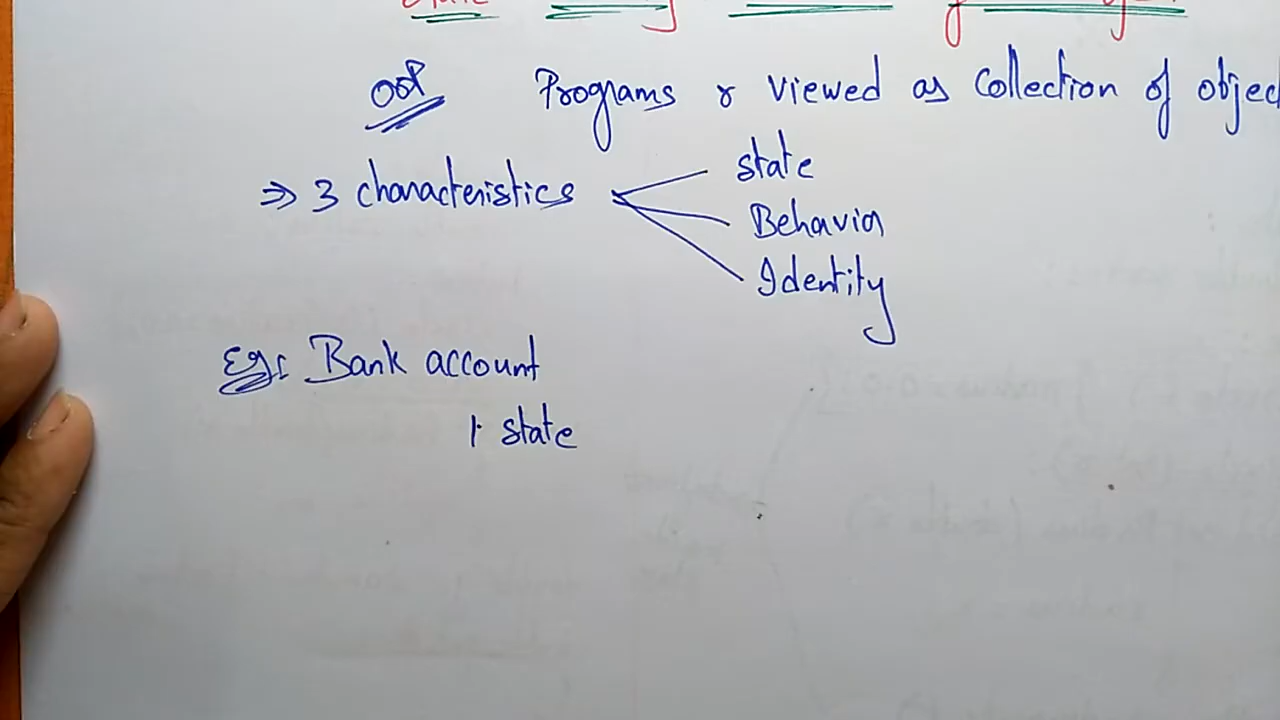 OOP Programs r viewed as collection of objec
⇒ 3 characteristics
state
Behavior
Identity
Eg: Bank account
1. state